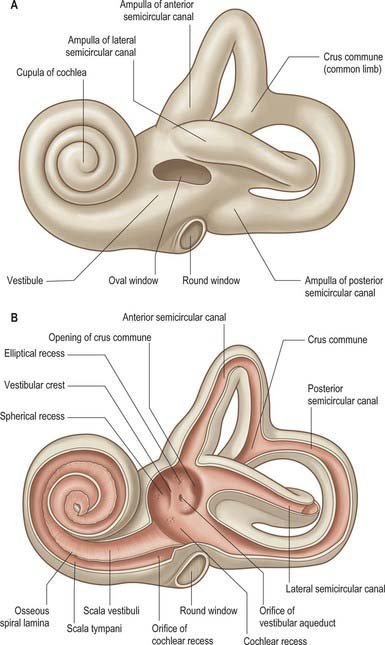 A
Ampulla of anterior
semicircular canal
Ampulla of lateral
semicircular canal
Crus commune
(common limb)
Cupula of cochlea
Vestibule
Oval window
Round window
Ampulla of posterior
semicircular canal
B
Anterior semicircular canal
Opening of crus commune
Crus commune
Elliptical recess
Vestibular crest
Posterior
semicircular canal
Spherical recess
Lateral semicircular canal
Osseous
spiral lamina
Scala vestibuli
Scala tympani
Round window
Orifice of
cochlear recess
Orifice of
vestibular aqueduct
Cochlear recess